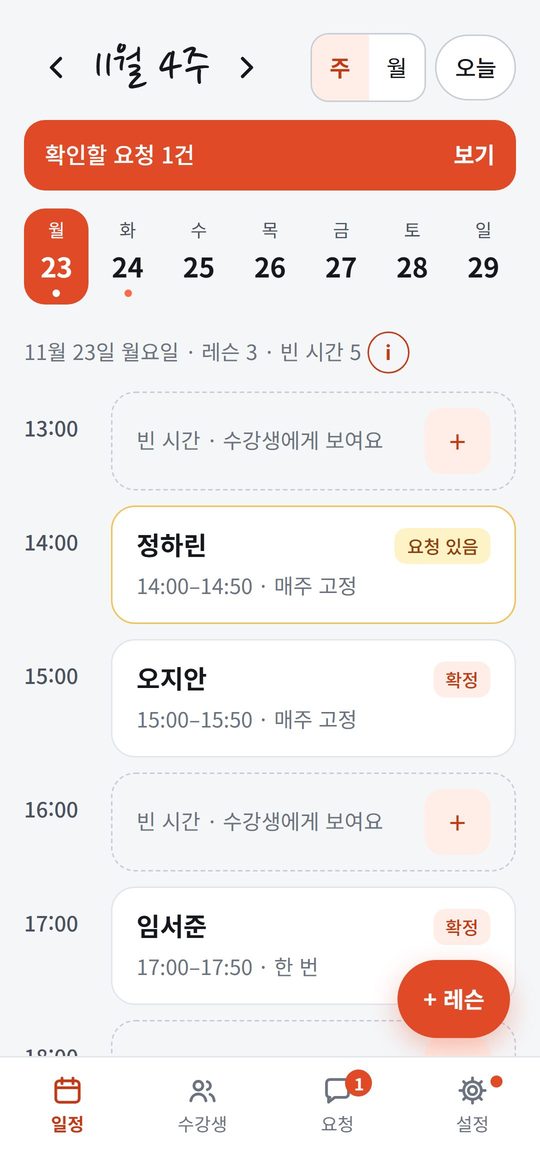 11월 4주
주 월 오늘
확인할 요청 1건 보기
월 화 수 목 금 토 일
23 24 25 26 27 28 29
11월 23일 월요일 · 레슨 3 · 빈 시간 5 i
13:00 빈 시간 · 수강생에게 보여요 +
14:00 정하린 요청 있음
14:00–14:50 · 매주 고정
15:00 오지안 확정
15:00–15:50 · 매주 고정
16:00 빈 시간 · 수강생에게 보여요 +
17:00 임서준 확정
17:00–17:50 · 한 번
+ 레슨
18:00
1
일정 수강생 요청 설정